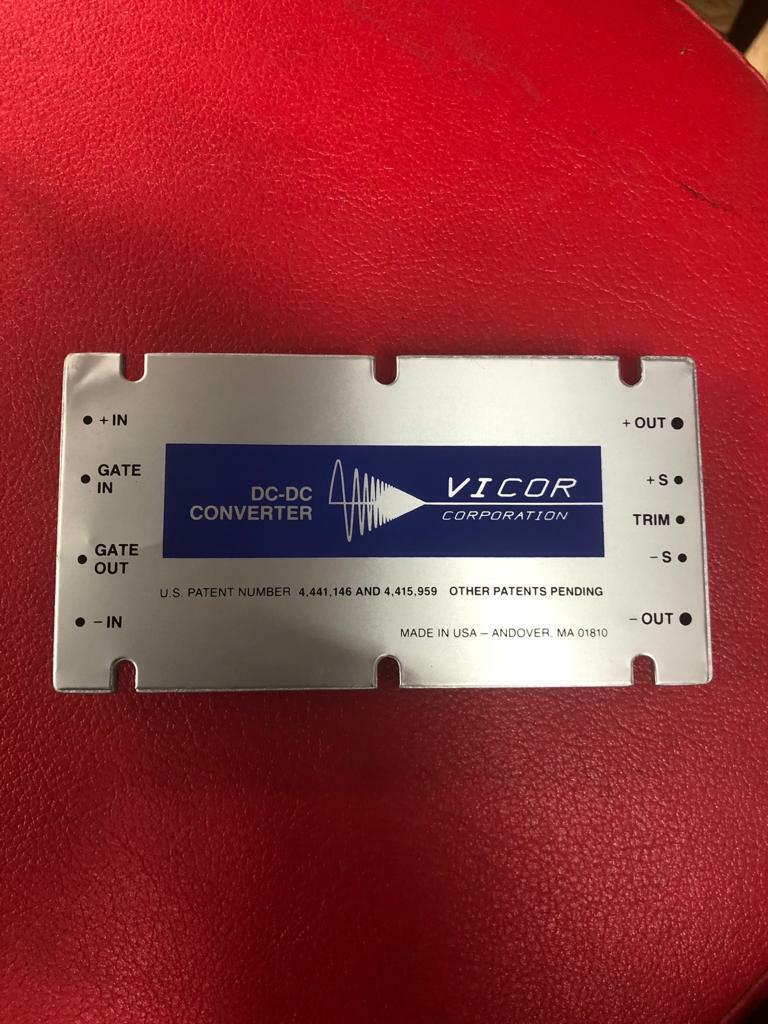 + IN
GATE
IN
GATE
OUT
- IN
DC-DC
CONVERTER
VICOR
CORPORATION
+ OUT
+ S
TRIM
- S
- OUT
U.S. PATENT NUMBER 4,441,146 AND 4,415,959 OTHER PATENTS PENDING
MADE IN USA – ANDOVER, MA 01810